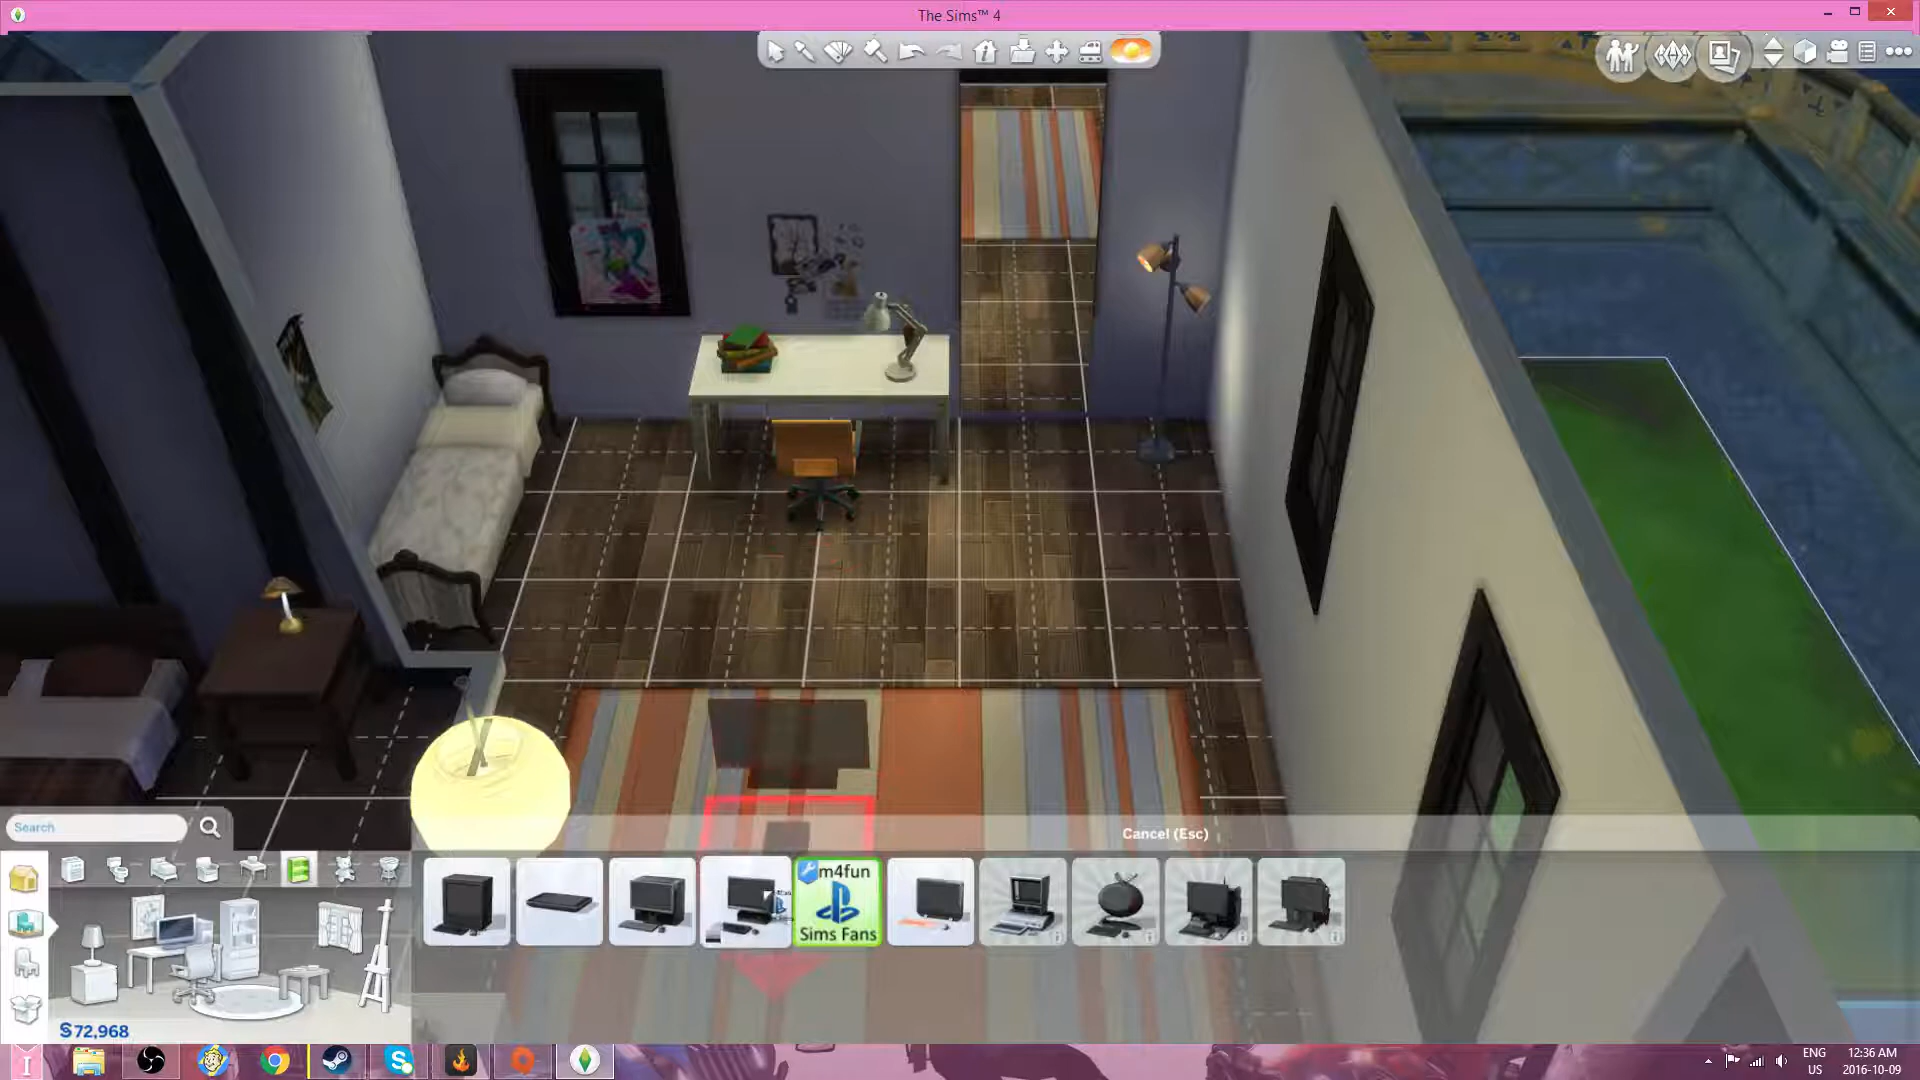 The Sims™ 4
Search
Cancel (Esc)
m4fun
Sims Fans
§72,968
ENG
US
12:36 AM
2016-10-09